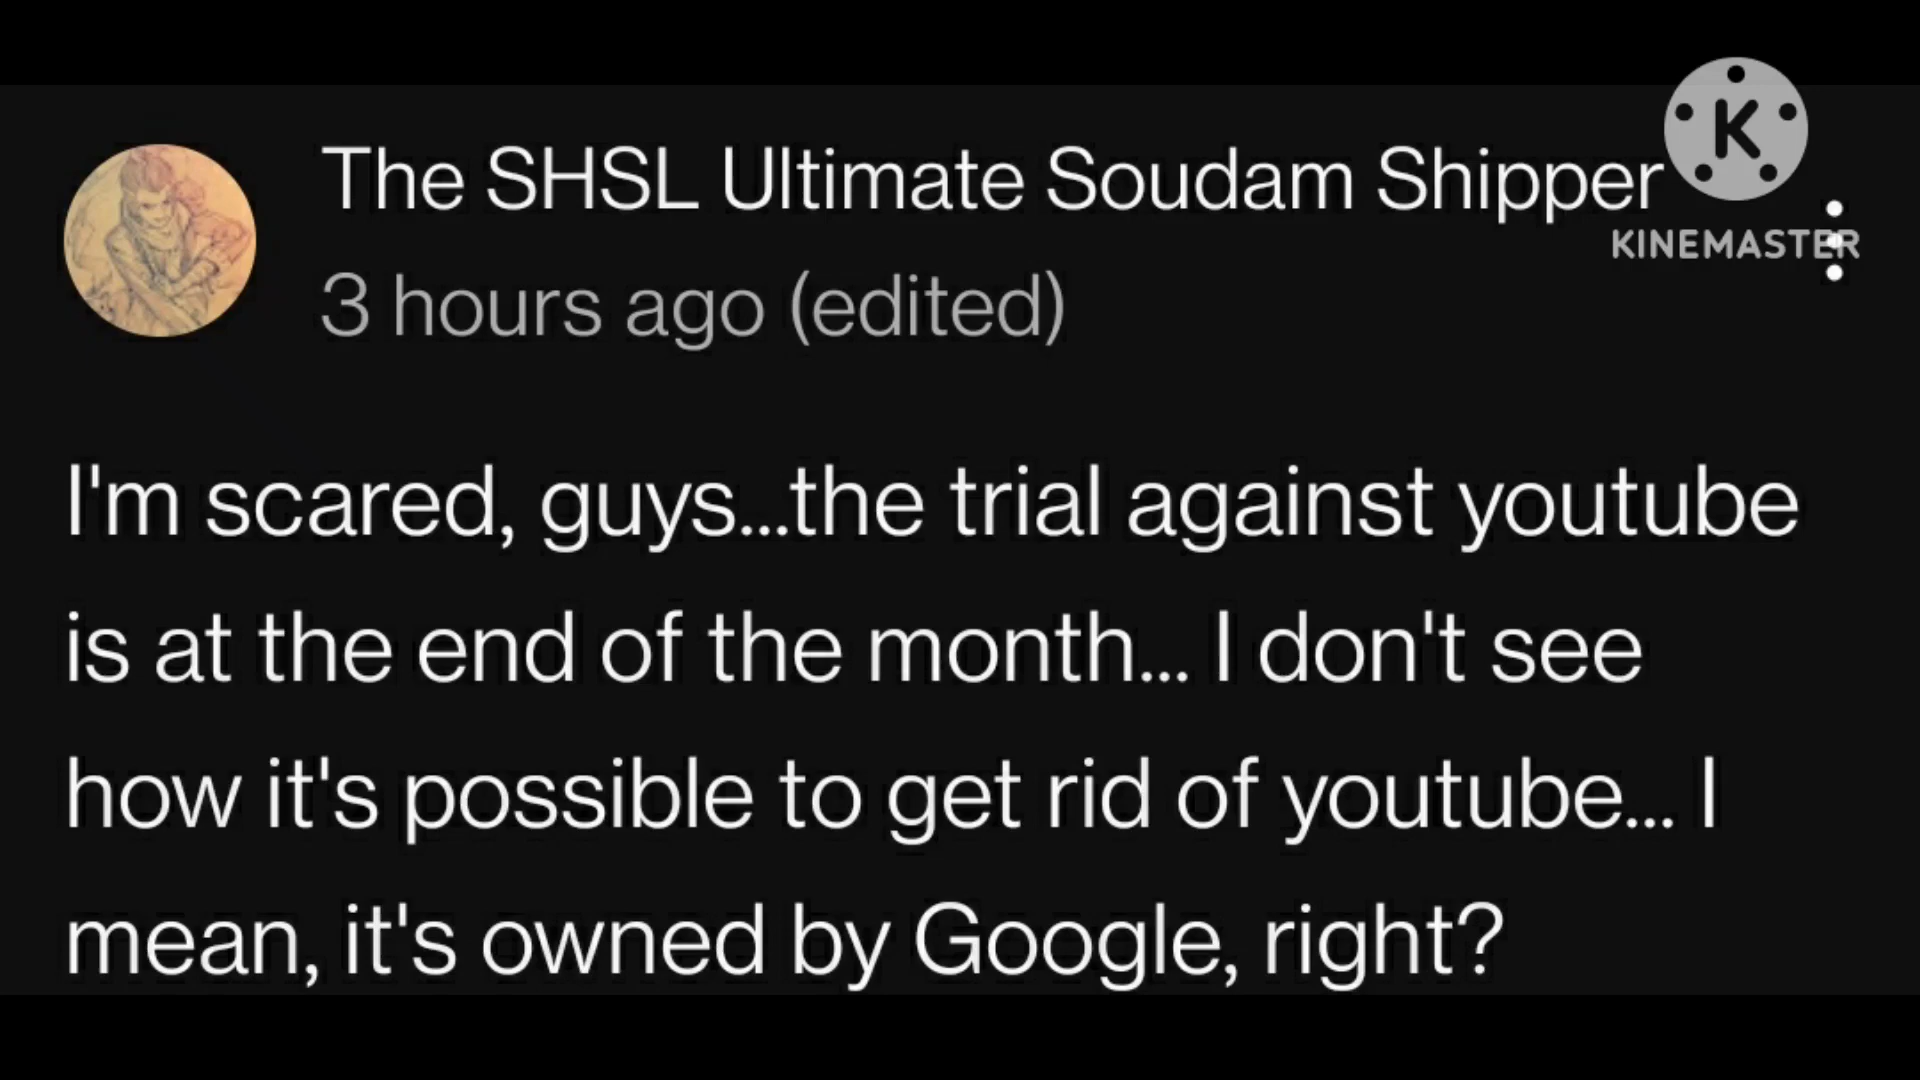 The SHSL Ultimate Soudam Shipper
K
KINEMASTER
3 hours ago (edited)
I'm scared, guys...the trial against youtube
is at the end of the month... I don't see
how it's possible to get rid of youtube... I
mean, it's owned by Google, right?